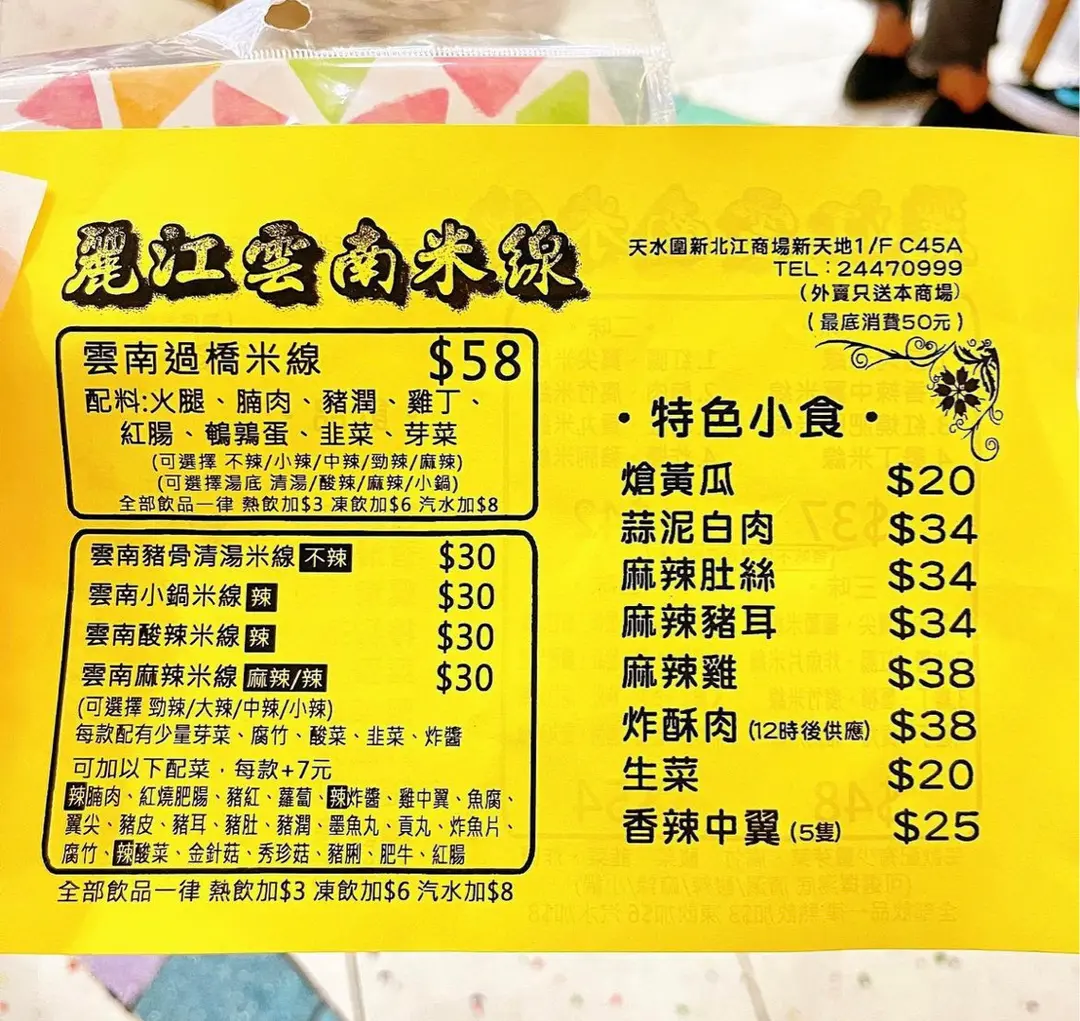 麗江雲南米線
天水圍新北江商場新天地1/F C45A
TEL：24470999
（外賣只送本商場）
（最底消費50元）
雲南過橋米線 $58
配料:火腿、腩肉、豬潤、雞丁、
紅腸、鵪鶉蛋、韭菜、芽菜
(可選擇 不辣/小辣/中辣/勁辣/麻辣)
(可選擇湯底 清湯/酸辣/麻辣/小鍋)
全部飲品一律 熱飲加$3 凍飲加$6 汽水加$8
雲南豬骨清湯米線 不辣 $30
雲南小鍋米線 辣 $30
雲南酸辣米線 辣 $30
雲南麻辣米線 麻辣/辣 $30
(可選擇 勁辣/大辣/中辣/小辣)
每款配有少量芽菜、腐竹、酸菜、韭菜、炸醬
可加以下配菜，每款+7元
辣腩肉、紅燒肥腸、豬紅、蘿蔔、辣炸醬、雞中翼、魚腐、
翼尖、豬皮、豬耳、豬肚、豬潤、墨魚丸、貢丸、炸魚片、
腐竹、辣酸菜、金針菇、秀珍菇、豬脷、肥牛、紅腸
全部飲品一律 熱飲加$3 凍飲加$6 汽水加$8
・特色小食・
熗黃瓜 $20
蒜泥白肉 $34
麻辣肚絲 $34
麻辣豬耳 $34
麻辣雞 $38
炸酥肉 (12時後供應) $38
生菜 $20
香辣中翼 (5隻) $25